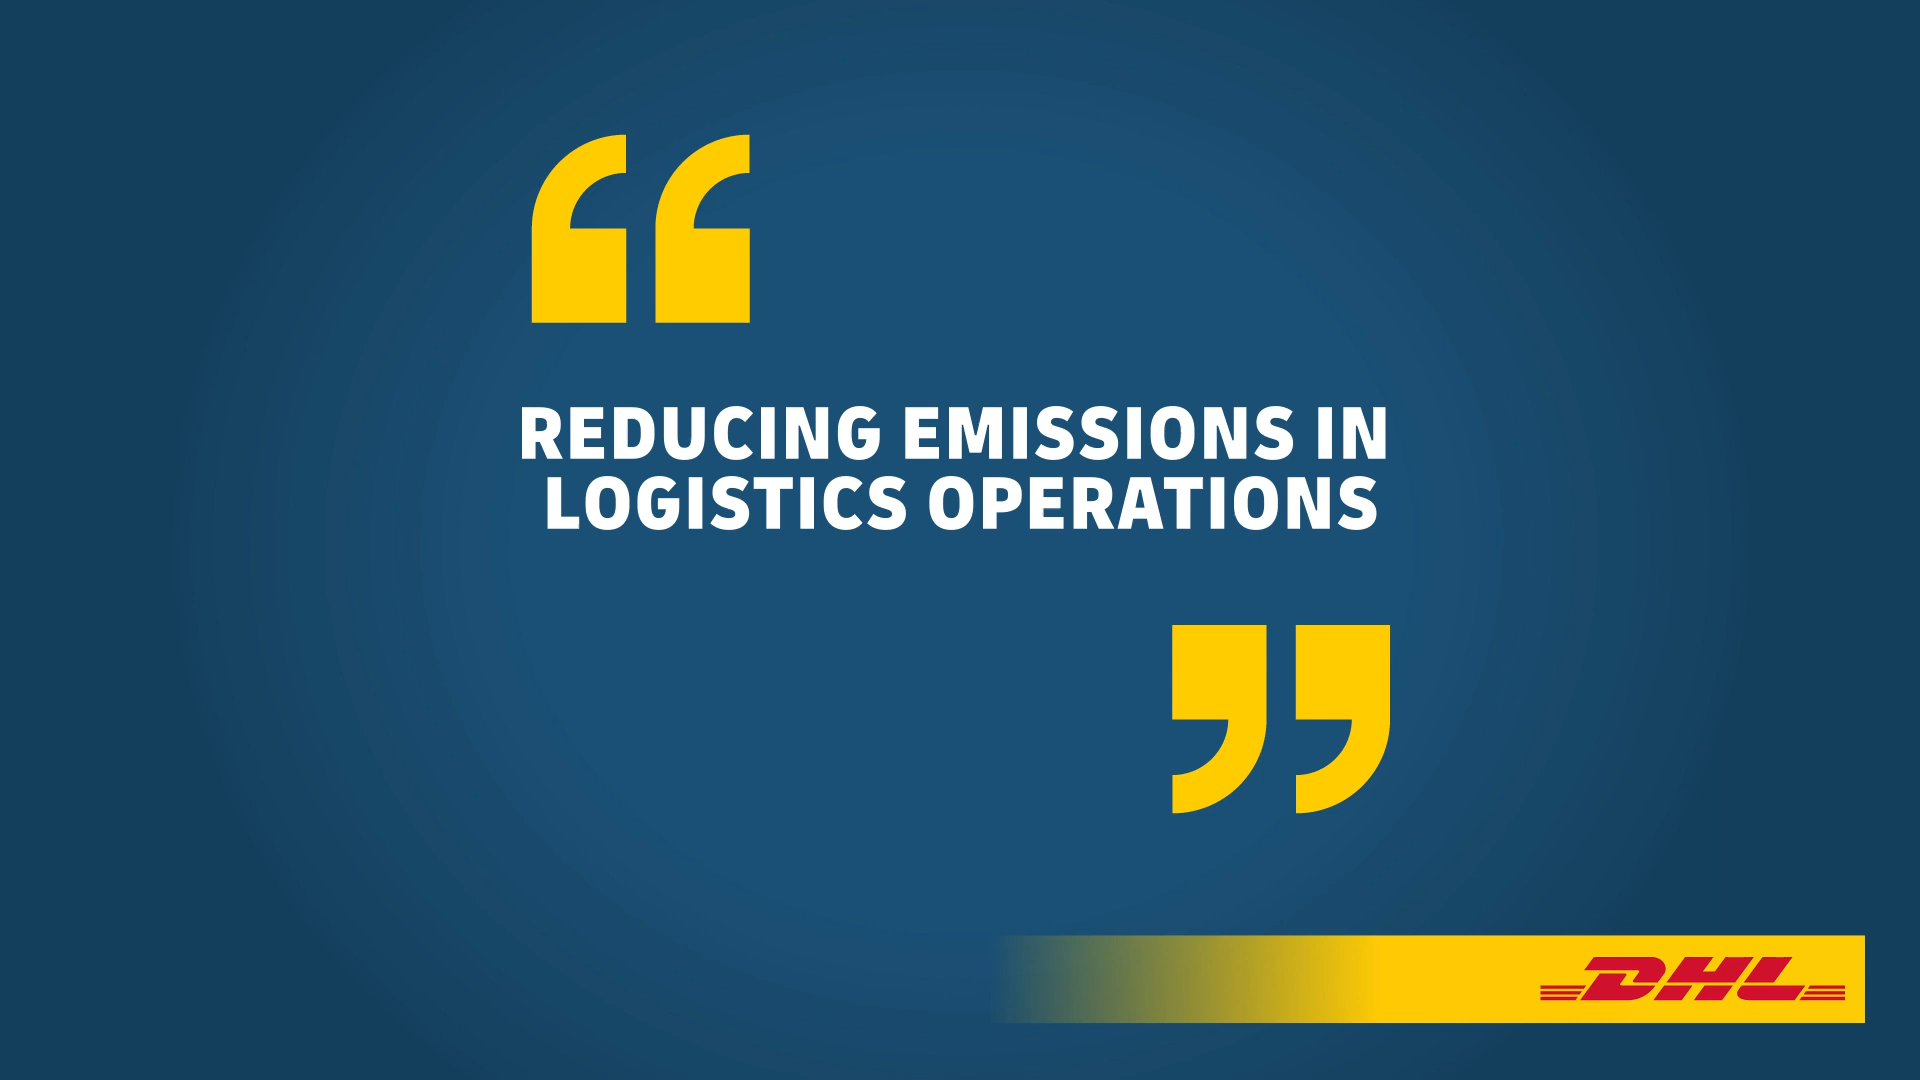 “
REDUCING EMISSIONS IN
LOGISTICS OPERATIONS
”
DHL